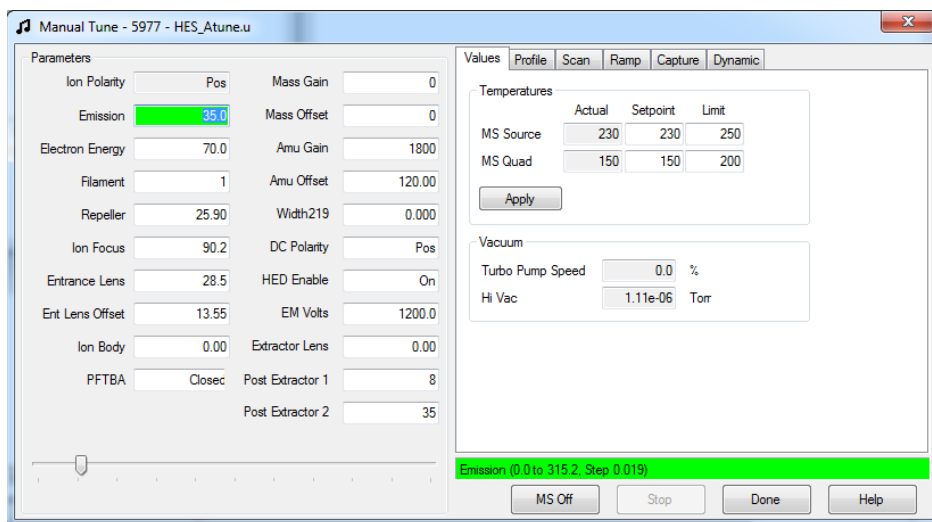 Manual Tune - 5977 - HES_Atune.u
x
Parameters
Ion Polarity Pos Mass Gain 0
Emission 35.0 Mass Offset 0
Electron Energy 70.0 Amu Gain 1800
Filament 1 Amu Offset 120.00
Repeller 25.90 Width219 0.000
Ion Focus 90.2 DC Polarity Pos
Entrance Lens 28.5 HED Enable On
Ent Lens Offset 13.55 EM Volts 1200.0
Ion Body 0.00 Extractor Lens 0.00
PFTBA Closed Post Extractor 1 8
Post Extractor 2 35
Values Profile Scan Ramp Capture Dynamic
Temperatures
Actual Setpoint Limit
MS Source 230 230 250
MS Quad 150 150 200
Apply
Vacuum
Turbo Pump Speed 0.0 %
Hi Vac 1.11e-06 Torr
Emission (0.0 to 315.2, Step 0.019)
MS Off Stop Done Help